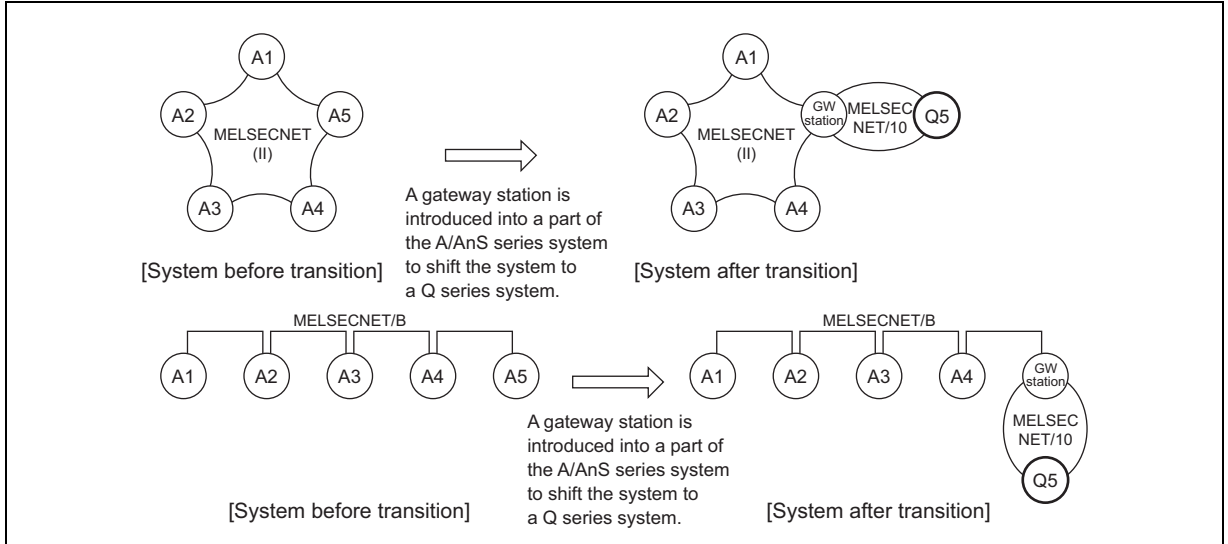 A1
A2
A5
MELSECNET
(II)
A3
A4
[System before transition]
A gateway station is
introduced into a part of
the A/AnS series system
to shift the system to
a Q series system.
A1
A2
GW
station
MELSEC
NET/10
Q5
MELSECNET
(II)
A3
A4
[System after transition]
MELSECNET/B
A1
A2
A3
A4
A5
[System before transition]
A gateway station is
introduced into a part of
the A/AnS series system
to shift the system to
a Q series system.
MELSECNET/B
A1
A2
A3
A4
GW
station
MELSEC
NET/10
Q5
[System after transition]